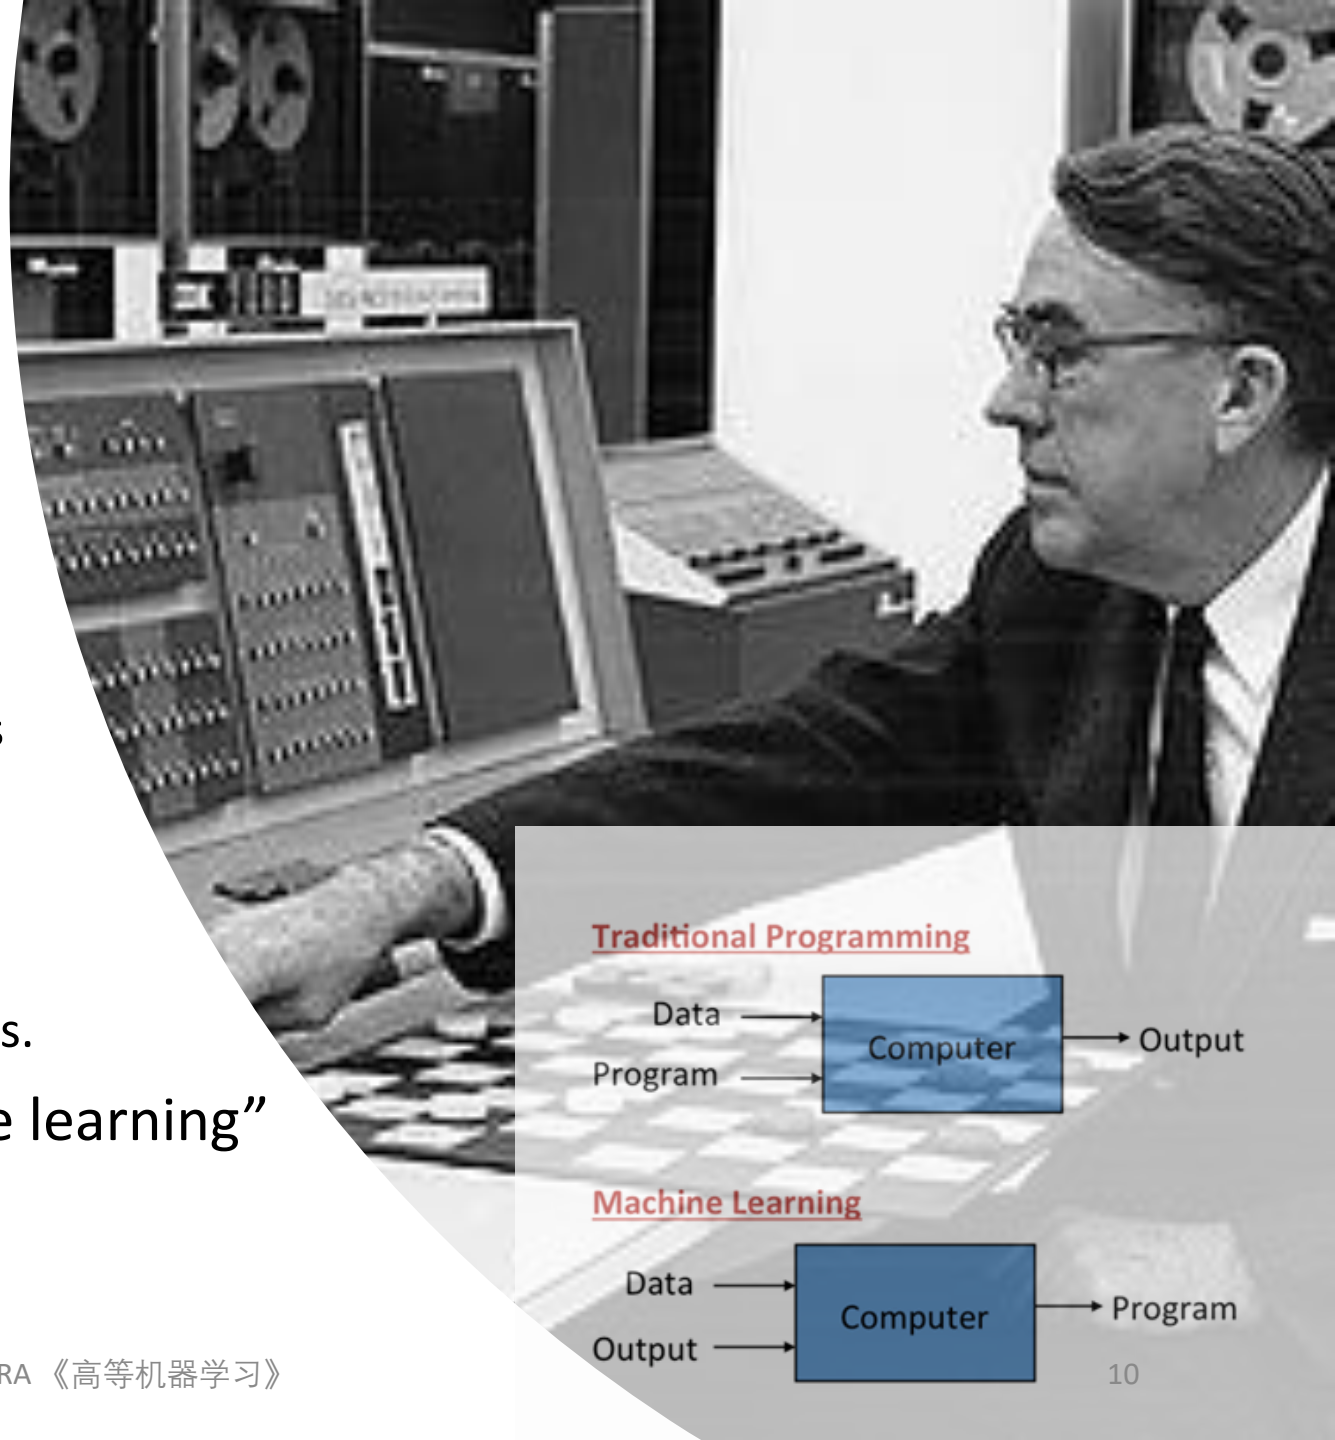 s
s.
e learning”
Traditional Programming
Data
Program
Computer
Output
Machine Learning
Data
Output
Computer
Program
RA《高等机器学习》
10